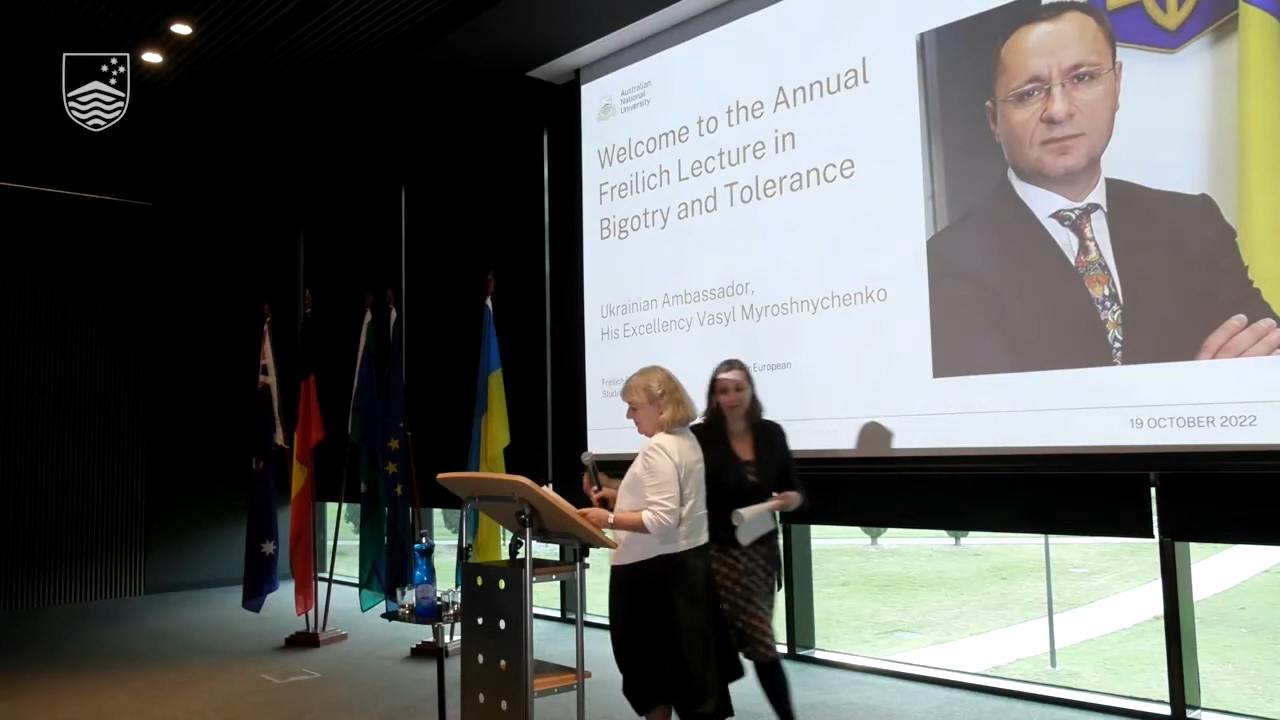 Australian
National
University
Welcome to the Annual
Freilich Lecture in
Bigotry and Tolerance
Ukrainian Ambassador,
His Excellency Vasyl Myroshnychenko
Freilich
European
19 OCTOBER 2022